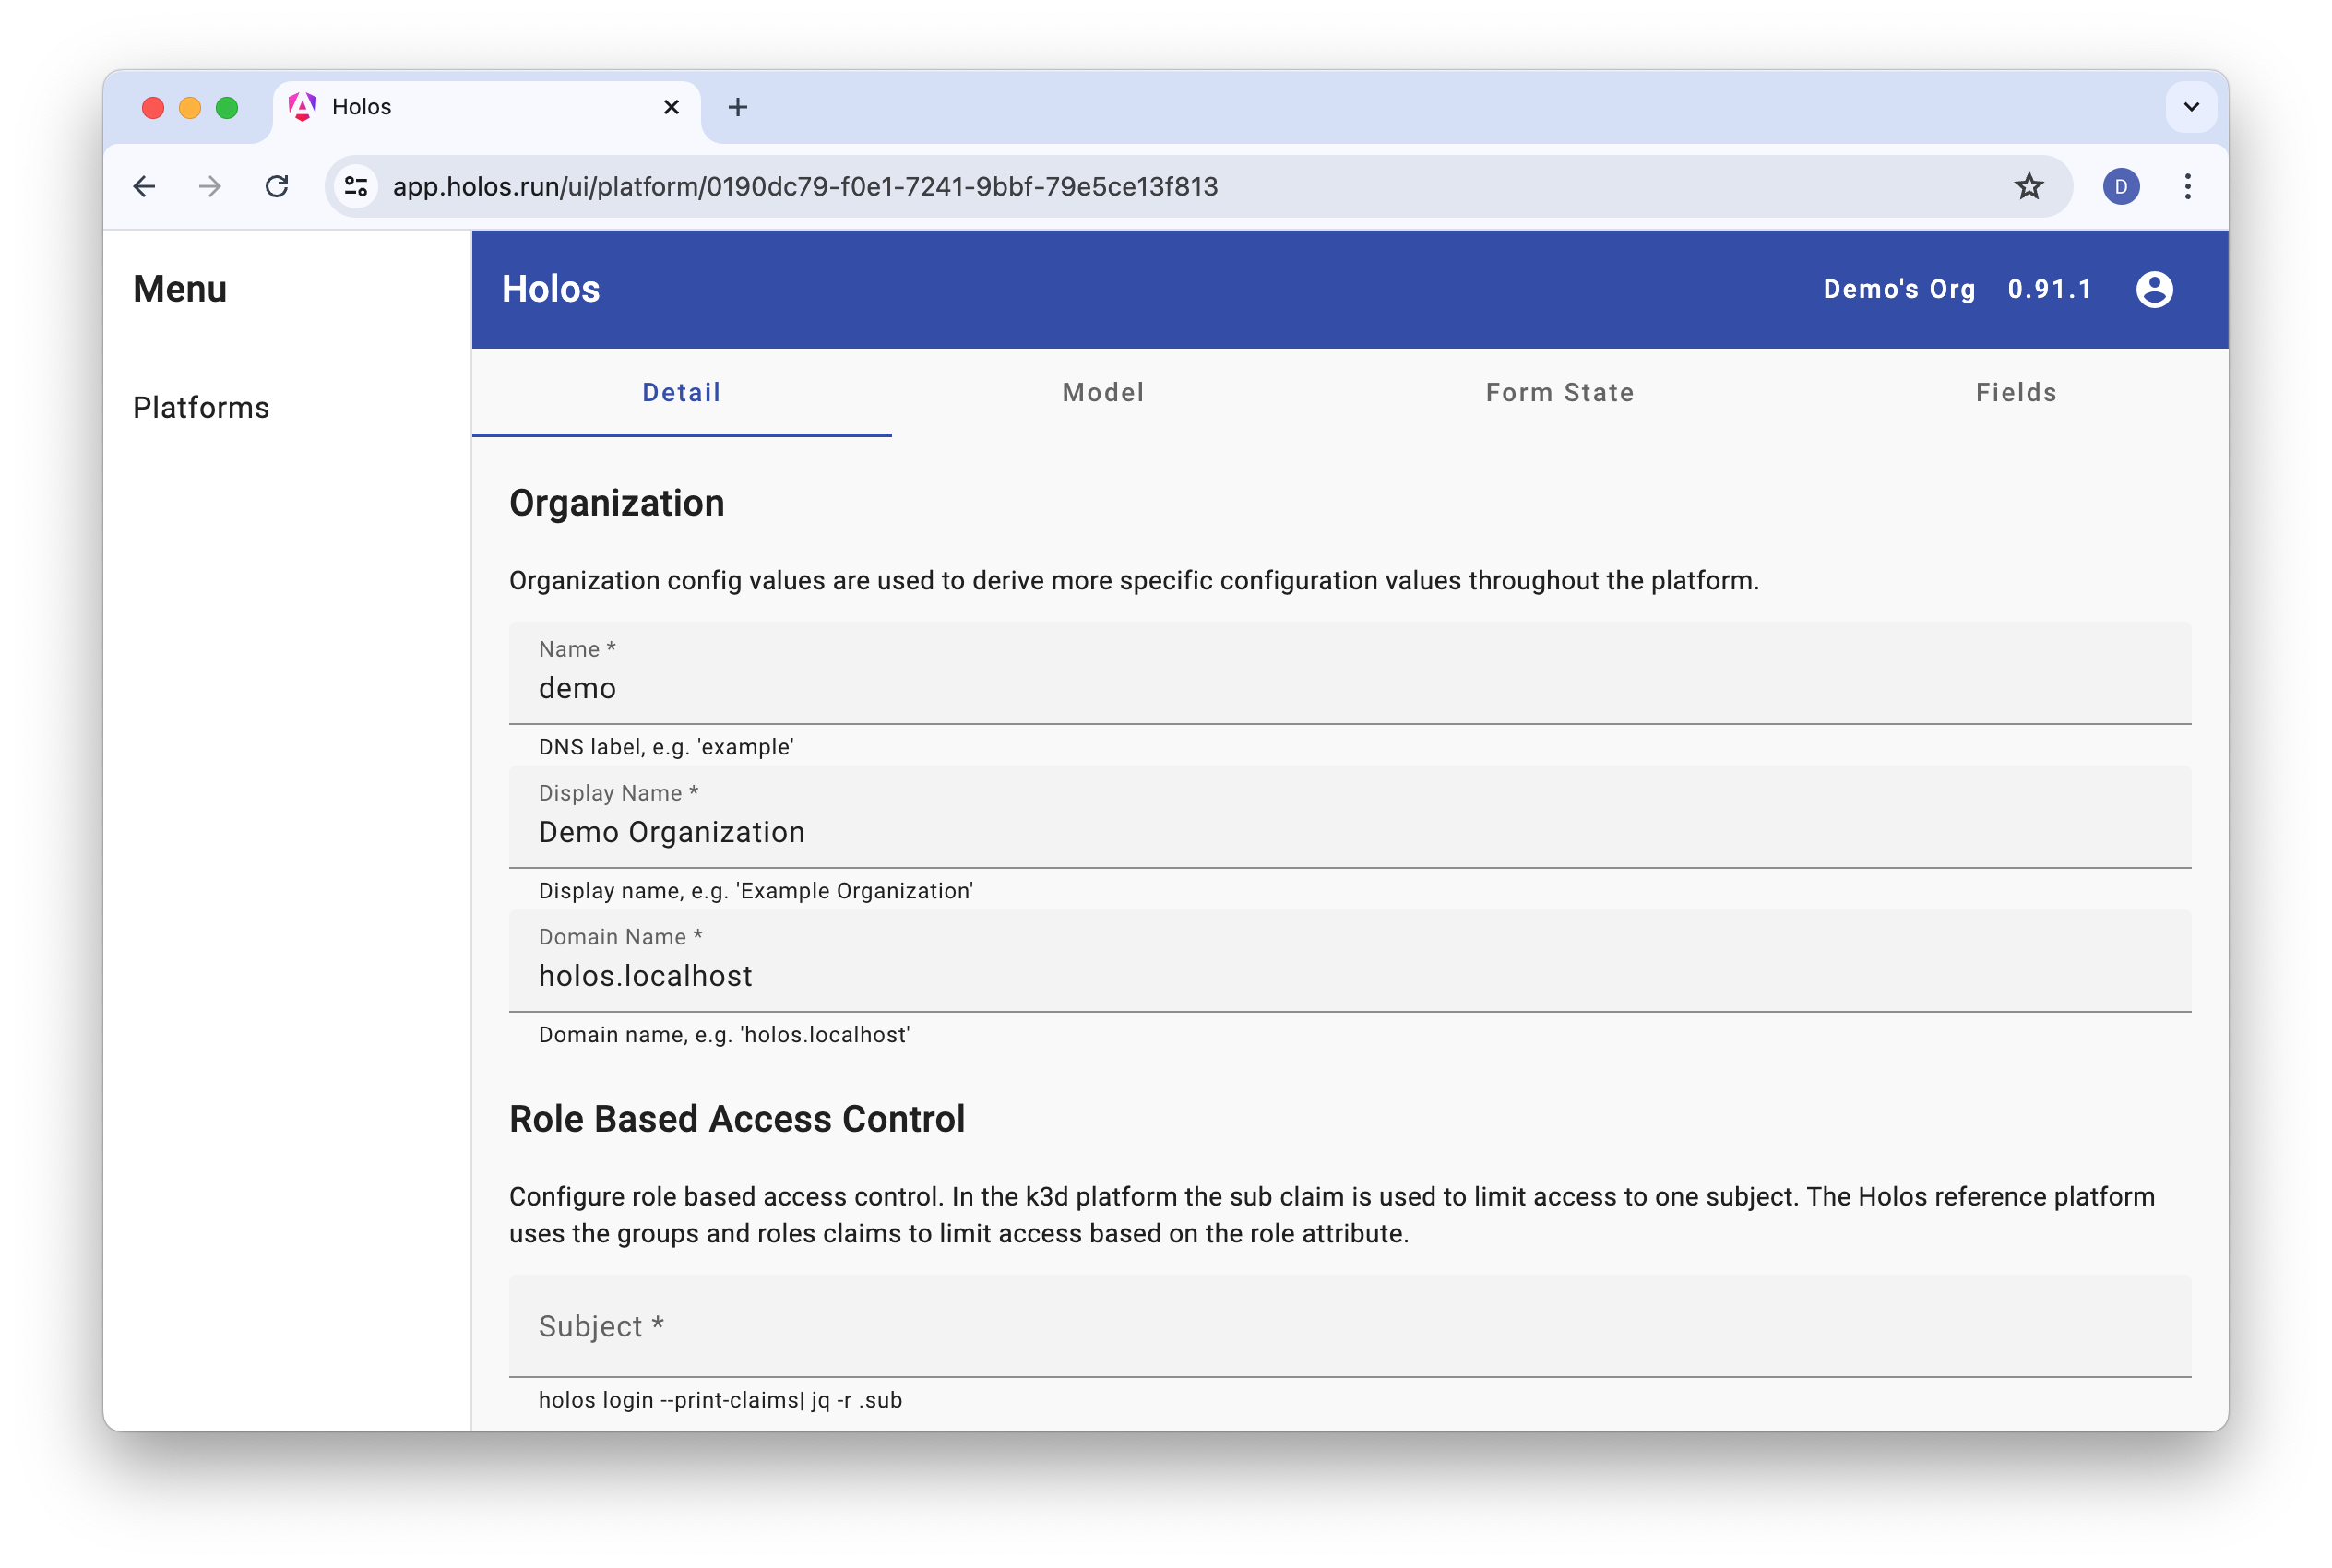 Holos
app.holos.run/ui/platform/0190dc79-f0e1-7241-9bbf-79e5ce13f813
D
Menu
Holos
Demo's Org 0.91.1
Platforms
Detail Model Form State Fields
Organization
Organization config values are used to derive more specific configuration values throughout the platform.
Name *
demo
DNS label, e.g. 'example'
Display Name *
Demo Organization
Display name, e.g. 'Example Organization'
Domain Name *
holos.localhost
Domain name, e.g. 'holos.localhost'
Role Based Access Control
Configure role based access control. In the k3d platform the sub claim is used to limit access to one subject. The Holos reference platform
uses the groups and roles claims to limit access based on the role attribute.
Subject *
holos login --print-claims| jq -r .sub